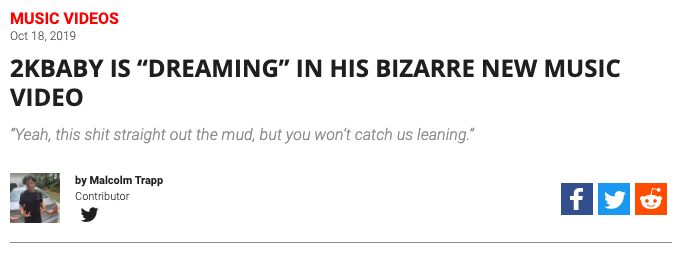 MUSIC VIDEOS
Oct 18, 2019
2KBABY IS “DREAMING” IN HIS BIZARRE NEW MUSIC
VIDEO
“Yeah, this shit straight out the mud, but you won’t catch us leaning.”
by Malcolm Trapp
Contributor